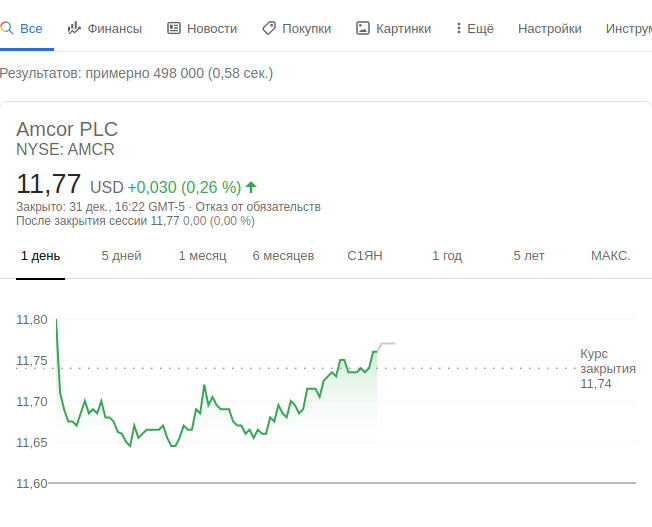 Все Финансы Новости Покупки Картинки Ещё Настройки Инструм
Результатов: примерно 498 000 (0,58 сек.)
Amcor PLC
NYSE: AMCR
11,77 USD +0,030 (0,26 %)
Закрыто: 31 дек., 16:22 GMT-5 · Отказ от обязательств
После закрытия сессии 11,77 0,00 (0,00 %)
1 день 5 дней 1 месяц 6 месяцев С1ЯН 1 год 5 лет МАКС.
11,80
11,75
11,70
11,65
11,60
Курс
закрытия
11,74